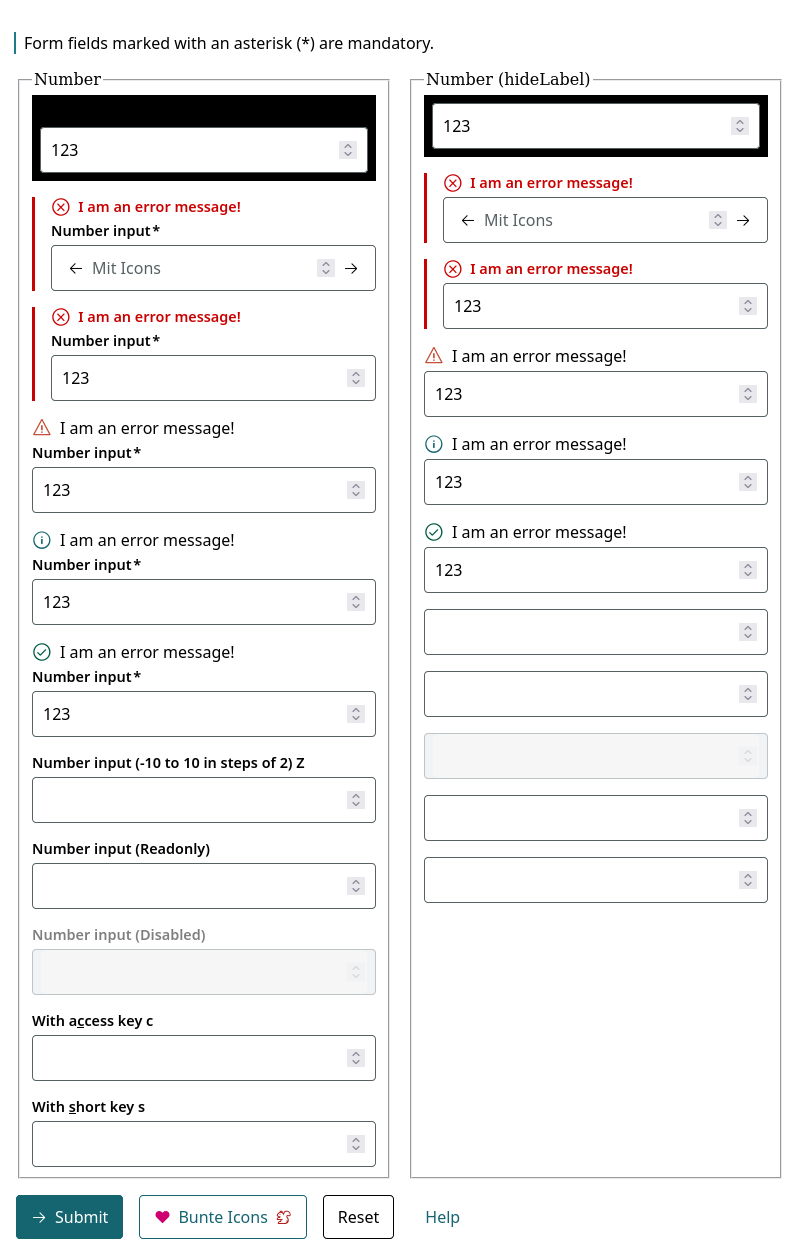 Form fields marked with an asterisk (*) are mandatory.
Number
123
I am an error message!
Number input*
Mit Icons
I am an error message!
Number input*
123
I am an error message!
Number input*
123
I am an error message!
Number input*
123
I am an error message!
Number input*
123
Number input (-10 to 10 in steps of 2) Z
Number input (Readonly)
Number input (Disabled)
With access key c
With short key s
Number (hideLabel)
123
I am an error message!
Mit Icons
I am an error message!
123
I am an error message!
123
I am an error message!
123
I am an error message!
123
Submit
Bunte Icons
Reset
Help